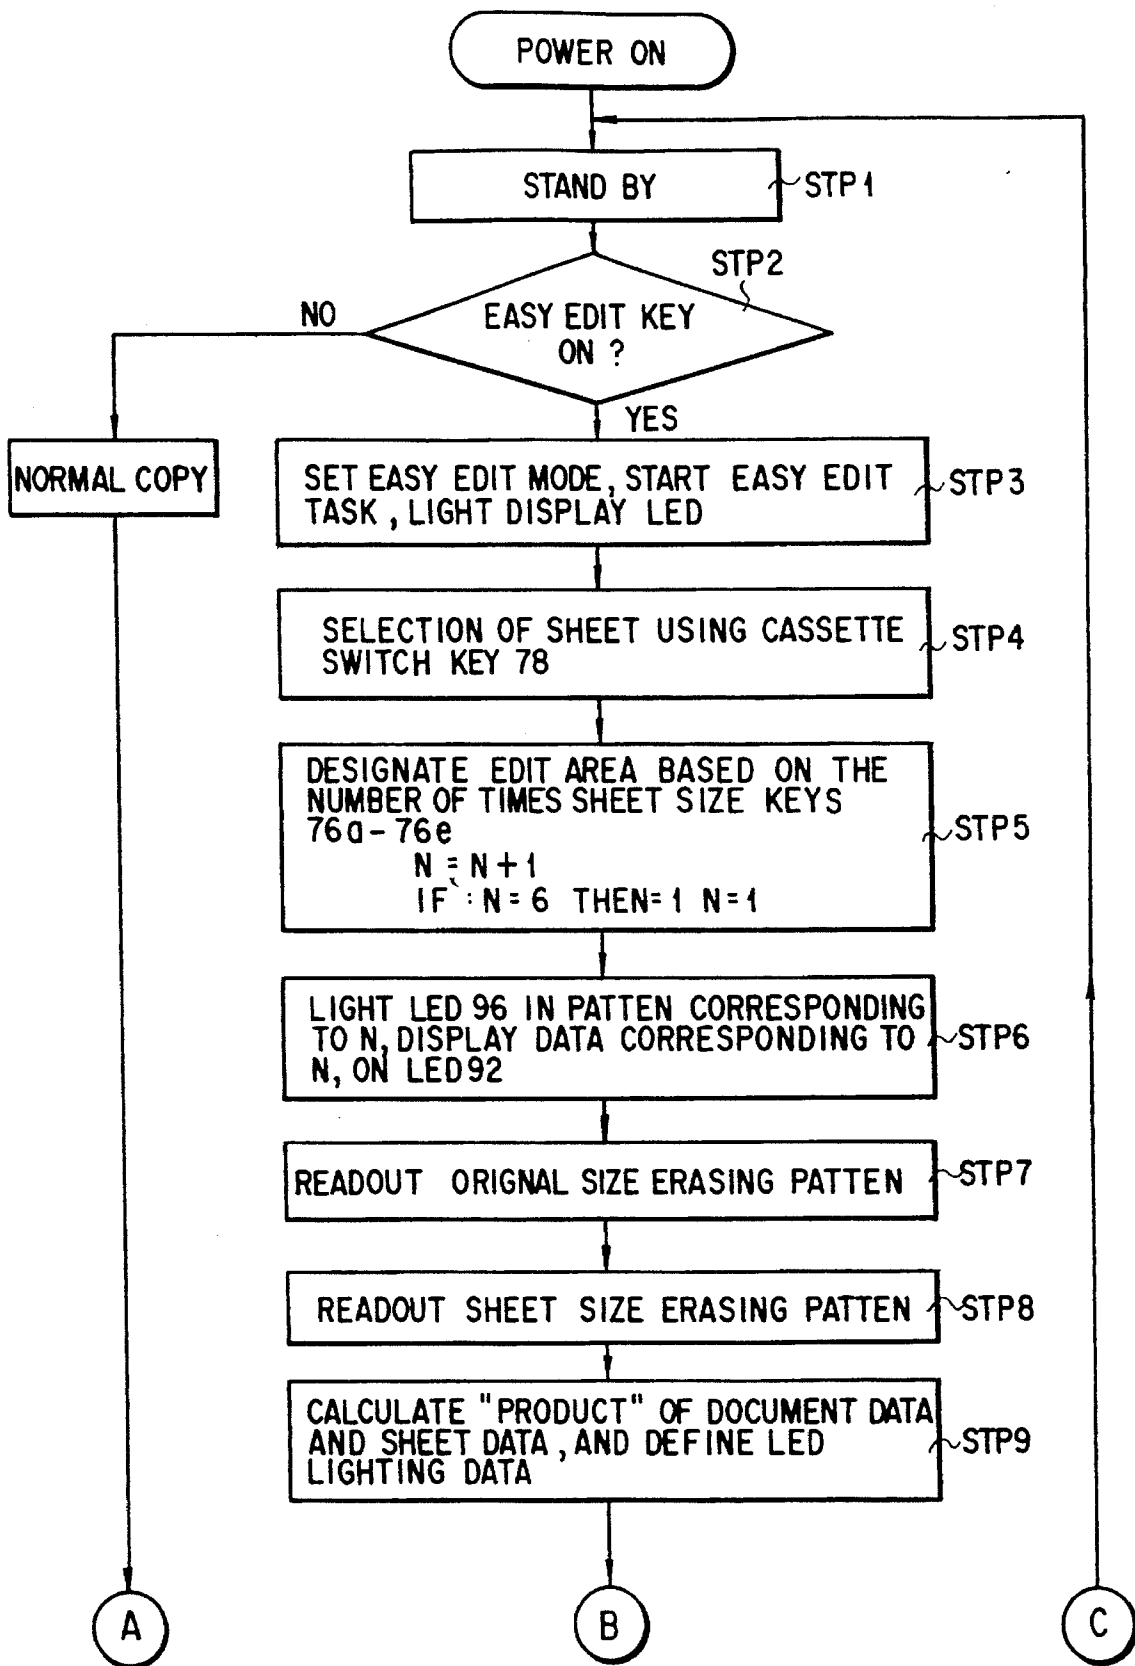 POWER ON
STAND BY
STP1
STP2
EASY EDIT KEY
ON ?
NO
YES
NORMAL COPY
SET EASY EDIT MODE, START EASY EDIT
TASK, LIGHT DISPLAY LED
STP3
SELECTION OF SHEET USING CASSETTE
SWITCH KEY 78
STP4
DESIGNATE EDIT AREA BASED ON THE
NUMBER OF TIMES SHEET SIZE KEYS
76a-76e
N=N+1
IF : N=6 THEN=1 N=1
STP5
LIGHT LED 96 IN PATTEN CORRESPONDING
TO N, DISPLAY DATA CORRESPONDING TO
N, ON LED92
STP6
READOUT ORIGNAL SIZE ERASING PATTEN
STP7
READOUT SHEET SIZE ERASING PATTEN
STP8
CALCULATE "PRODUCT" OF DOCUMENT DATA
AND SHEET DATA, AND DEFINE LED
LIGHTING DATA
STP9
A
B
C